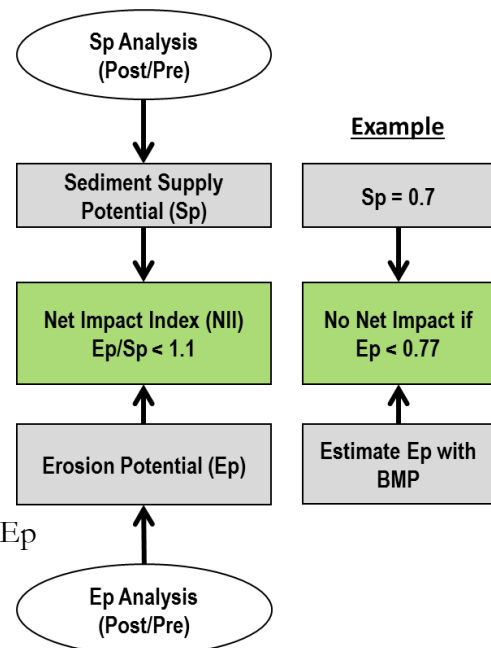 Sp Analysis
(Post/Pre)
Example
Sediment Supply
Potential (Sp)
Sp = 0.7
Net Impact Index (NII)
Ep/Sp < 1.1
No Net Impact if
Ep < 0.77
Erosion Potential (Ep)
Estimate Ep with
BMP
Ep
Ep Analysis
(Post/Pre)